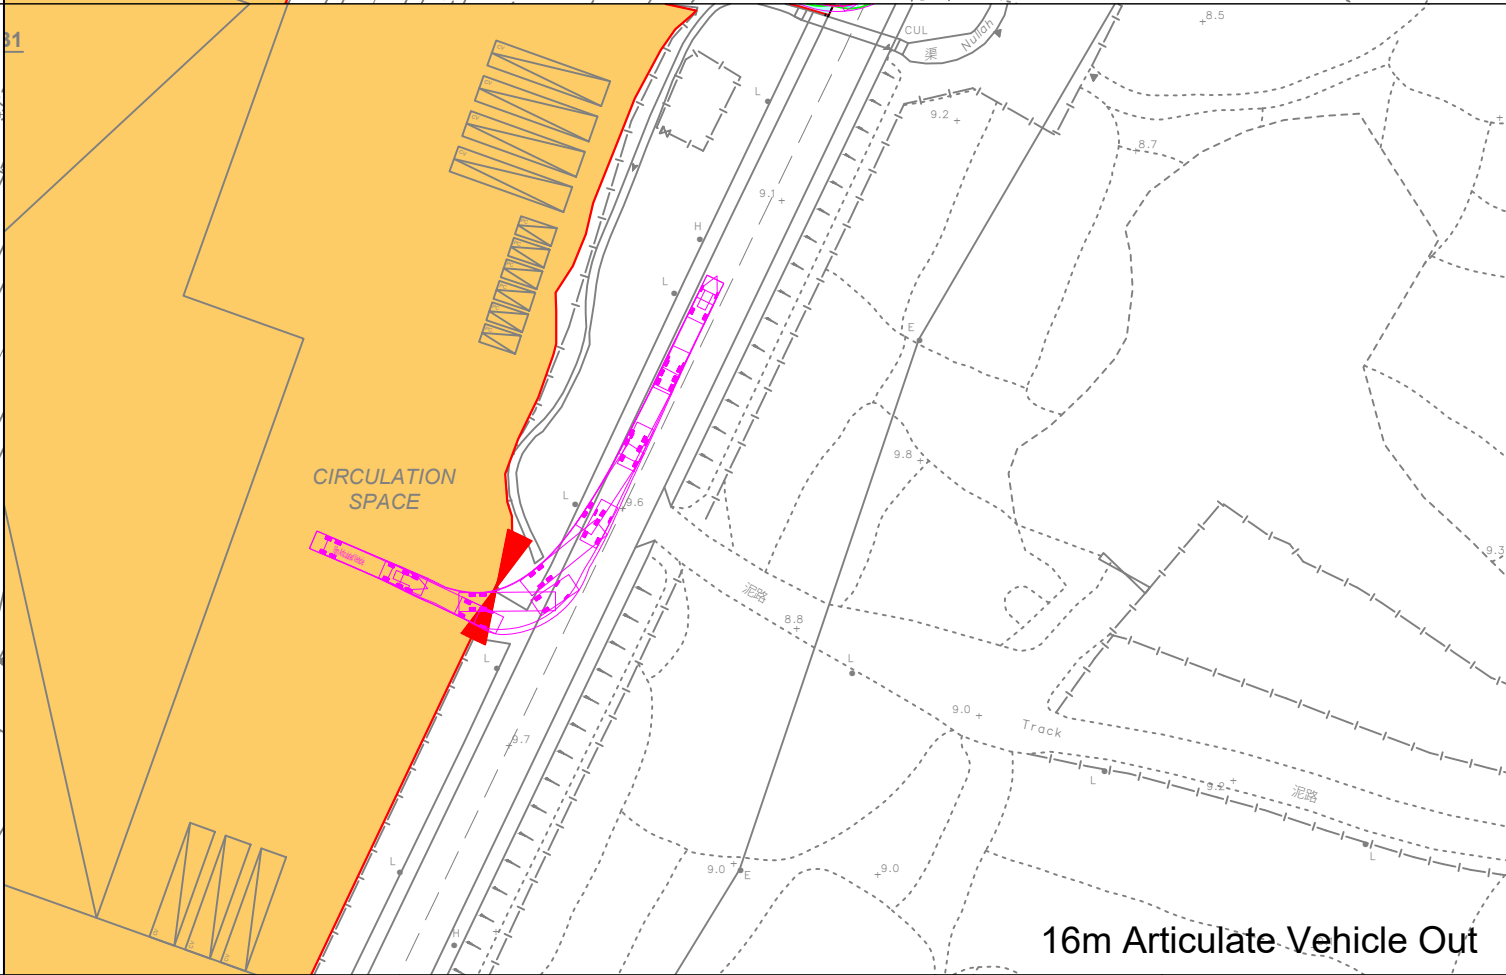 8.5
CUL
Nullah
渠
B1
L
9.2
8.7
9.1
H
L
E
9.8
CIRCULATION
SPACE
L
9.6
9.3
泥路
8.8
L
L
9.0
Track
9.7
9.2
泥路
L
L
L
9.0
E
9.0
H
16m Articulate Vehicle Out